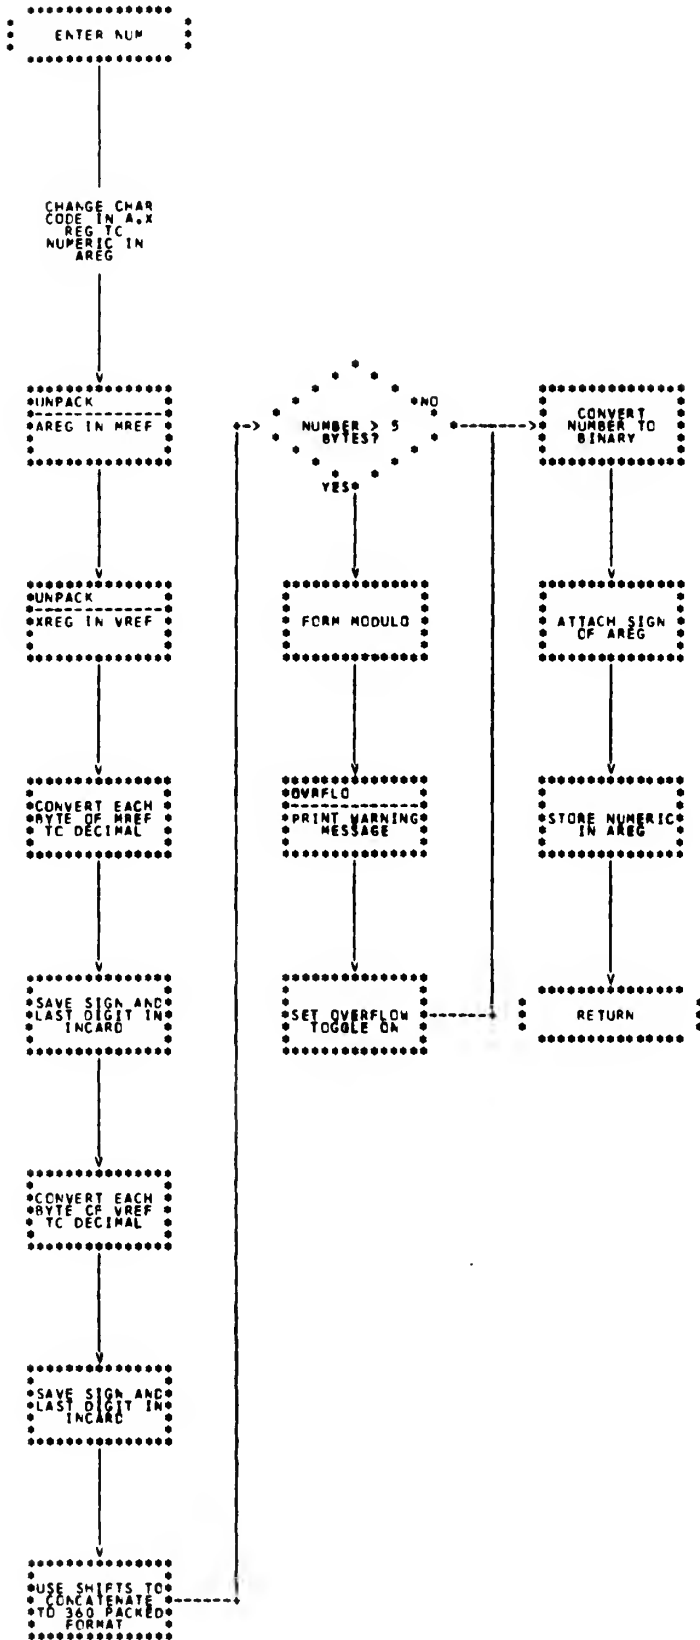 ENTER NUM
CHANGE CHAR
CODE IN A,X
REG TO
NUMERIC IN
AREG
UNPACK
AREG IN MREF
UNPACK
XREG IN VREF
CONVERT EACH
BYTE OF MREF
TO DECIMAL
SAVE SIGN AND
LAST DIGIT IN
INCARD
CONVERT EACH
BYTE OF VREF
TO DECIMAL
SAVE SIGN AND
LAST DIGIT IN
INCARD
USE SHIFTS TO
CONCATENATE
TO 360 PACKED
FORMAT
NUMBER > 5
BYTES?
NO
YES
FORM MODULO
OVRFLO
PRINT WARNING
MESSAGE
SET OVERFLOW
TOGGLE ON
CONVERT
NUMBER TO
BINARY
ATTACH SIGN
OF AREG
STORE NUMERIC
IN AREG
RETURN